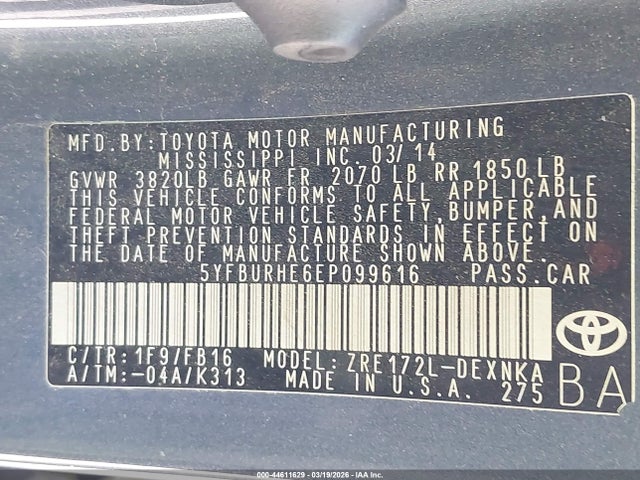 MFD.BY:TOYOTA MOTOR MANUFACTURING
MISSISSIPPI INC. 03/14
GVWR 3820LB GAWR FR 2070 LB RR 1850LB
THIS VEHICLE CONFORMS TO ALL APPLICABLE
FEDERAL MOTOR VEHICLE SAFETY,BUMPER,AND
THEFT PREVENTION STANDARDS IN EFFECT ON
THE DATE OF MANUFACTURE SHOWN ABOVE.
5YFBURHE6EP099616 PASS.CAR
C/TR:1F9/FB16 MODEL:ZRE172L-DEXNKA
A/TM:-04A/K313 MADE IN U.S.A. 275
BA
000-44611629 - 03/19/2026 - IAA Inc.